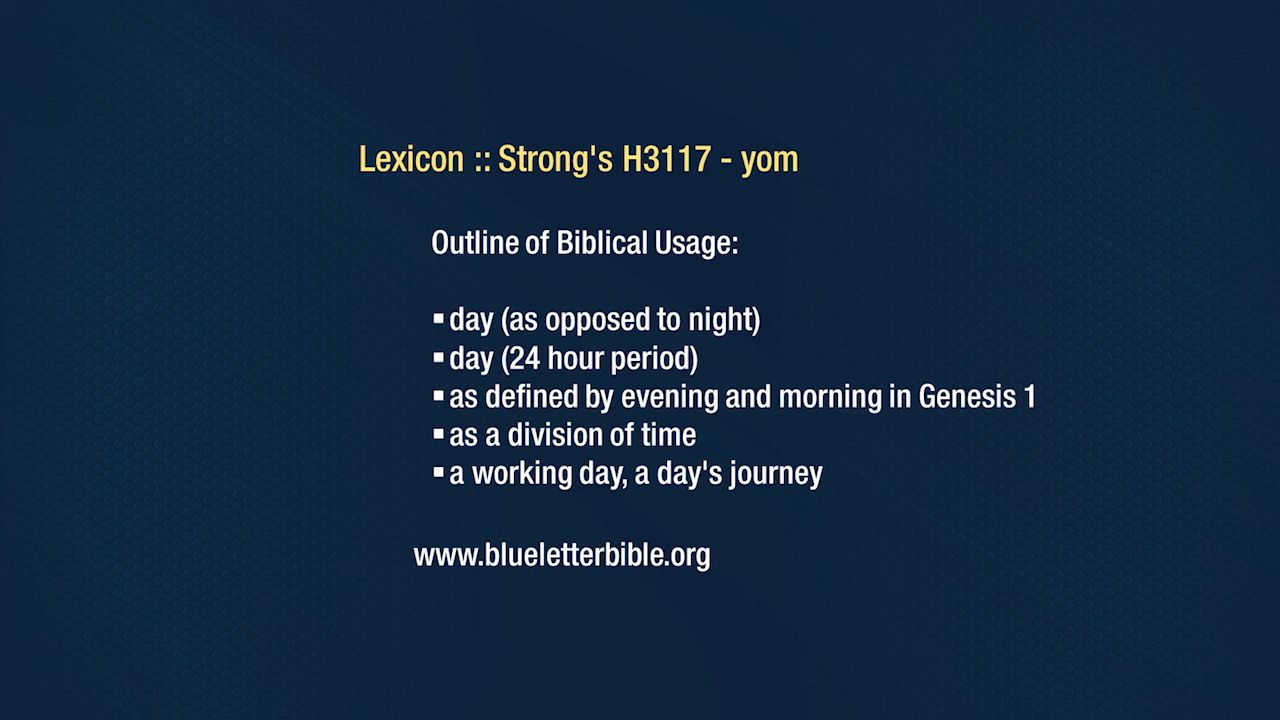 Lexicon :: Strong's H3117 - yom
Outline of Biblical Usage:
▪ day (as opposed to night)
▪ day (24 hour period)
▪ as defined by evening and morning in Genesis 1
▪ as a division of time
▪ a working day, a day's journey
www.blueletterbible.org